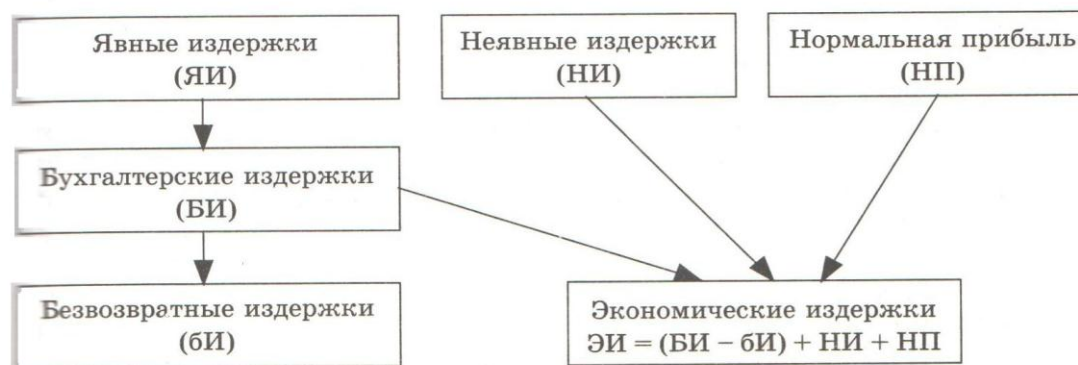 Явные издержки
(ЯИ)
Неявные издержки
(НИ)
Нормальная прибыль
(НП)
Бухгалтерские издержки
(БИ)
Безвозвратные издержки
(бИ)
Экономические издержки
ЭИ = (БИ – бИ) + НИ + НП